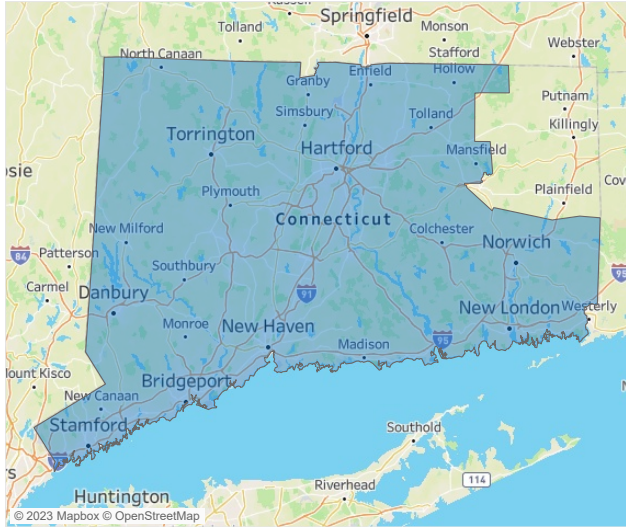 Springfield
Tolland
Monson
Stafford
Webster
North Canaan
Granby
Enfield
Hollow
Putnam
Simsbury
Tolland
Killingly
Torrington
Hartford
Mansfield
osie
Plymouth
Plainfield
Cov
Connecticut
New Milford
Colchester
Norwich
84
Patterson
Southbury
95
Carmel
Danbury
91
New London
Westerly
Monroe
New Haven
95
Madison
ount Kisco
Bridgeport
New Canaan
Stamford
Southold
114
rs
Huntington
Riverhead
© 2023 Mapbox © OpenStreetMap